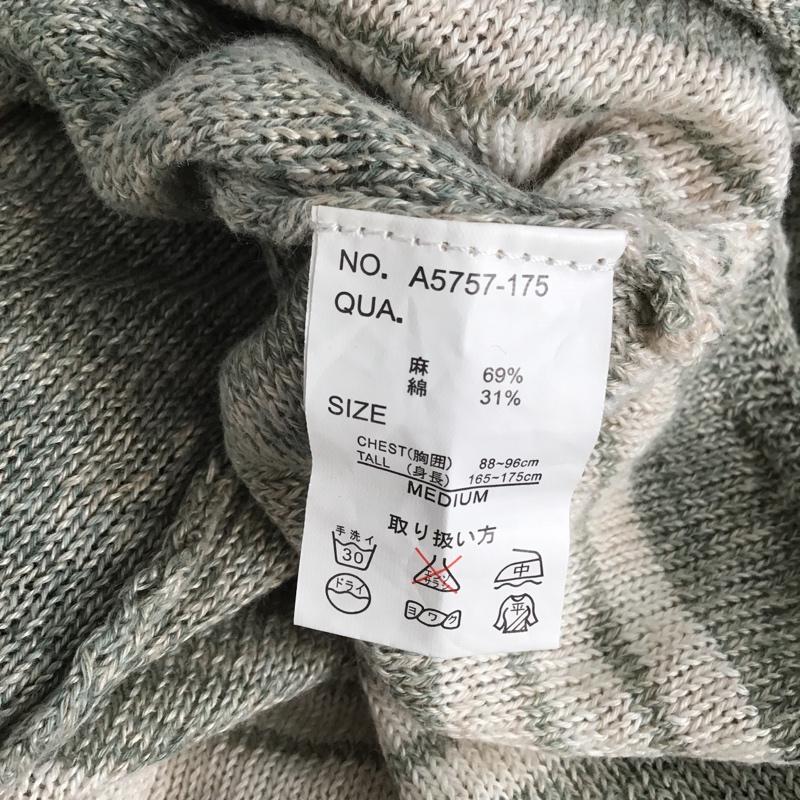 NO. A5757-175
QUA.
麻 69%
綿 31%
SIZE
CHEST(胸囲) 88~96cm
TALL (身長) 165~175cm
MEDIUM
取り扱い方
手洗イ
30
中
ドライ
ヨワク
平